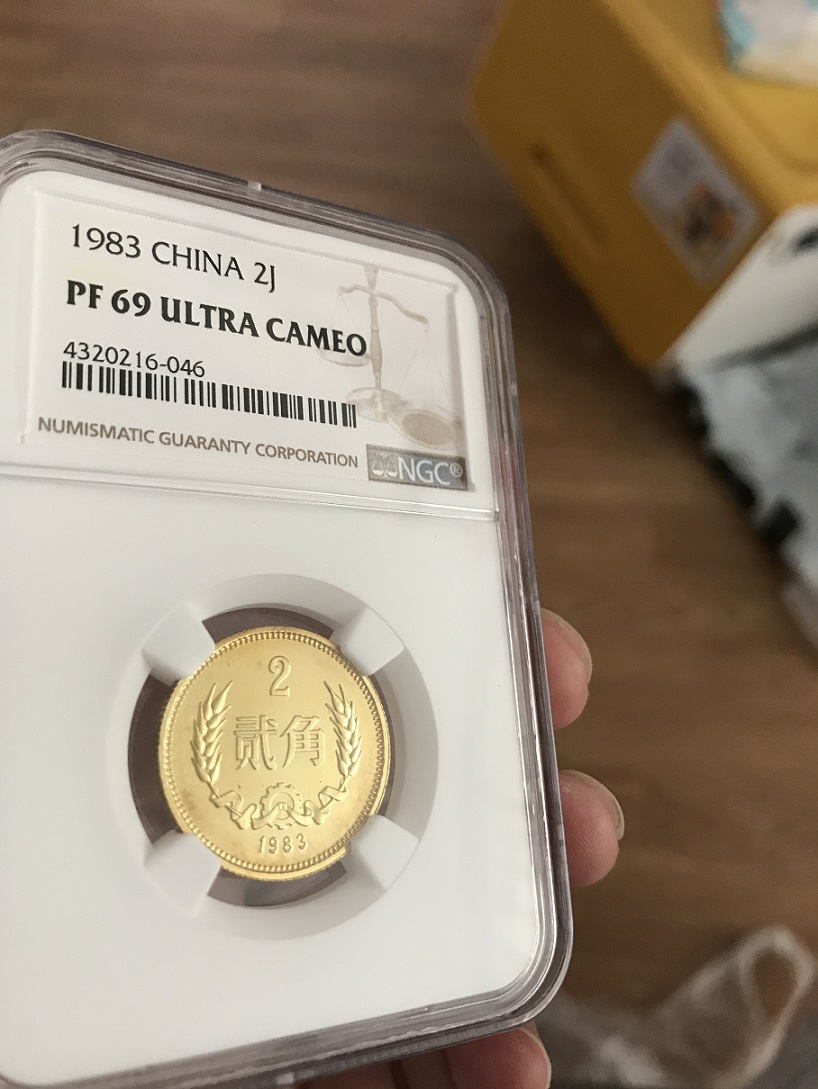 1983 CHINA 2J
PF 69 ULTRA CAMEO
4320216-046
NUMISMATIC GUARANTY CORPORATION
NGC®
2
贰角
1983